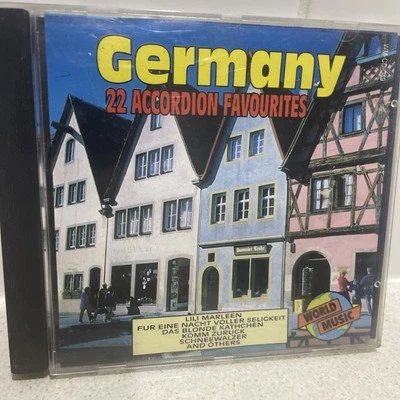 Germany
22 ACCORDION FAVOURITES
LILI MARLEEN
FUR EINE NACHT VOLLER SELIGKEIT
DAS BLONDE KATHCHEN
KOMM ZURUCK
SCHNEEWALZER
AND OTHERS
WORLD
MUSIC